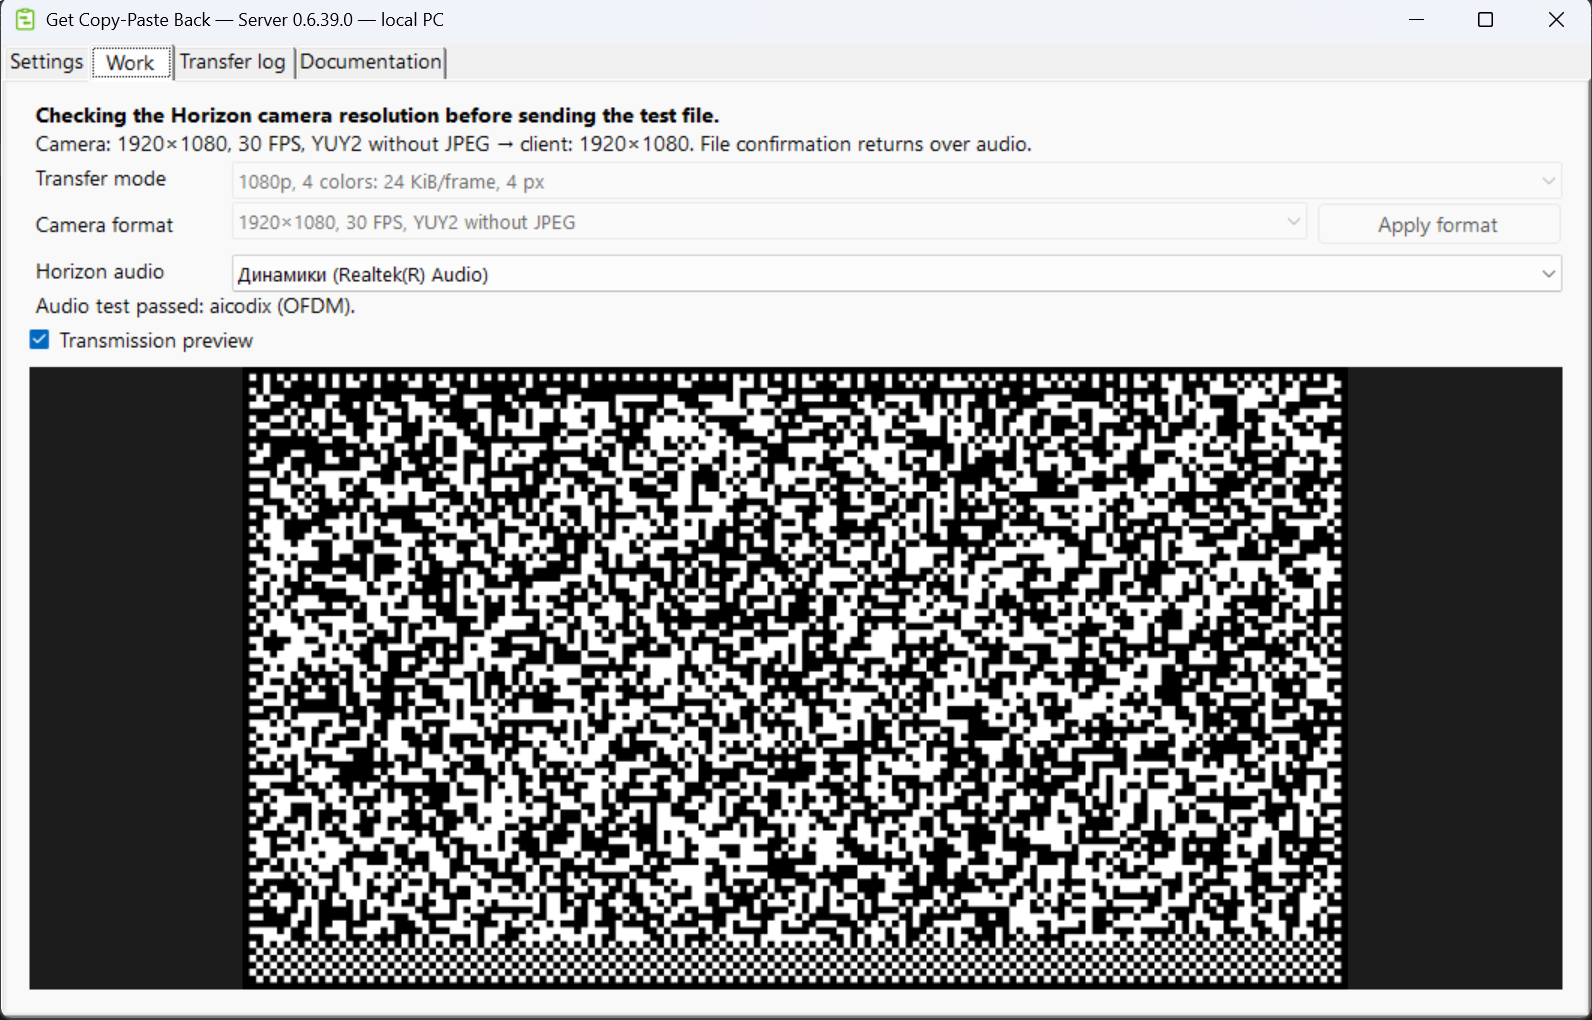 Get Copy-Paste Back — Server 0.6.39.0 — local PC
Settings Work Transfer log Documentation
Checking the Horizon camera resolution before sending the test file.
Camera: 1920×1080, 30 FPS, YUY2 without JPEG → client: 1920×1080. File confirmation returns over audio.
Transfer mode 1080p, 4 colors: 24 KiB/frame, 4 px
Camera format 1920×1080, 30 FPS, YUY2 without JPEG Apply format
Horizon audio Динамики (Realtek(R) Audio)
Audio test passed: aicodix (OFDM).
Transmission preview